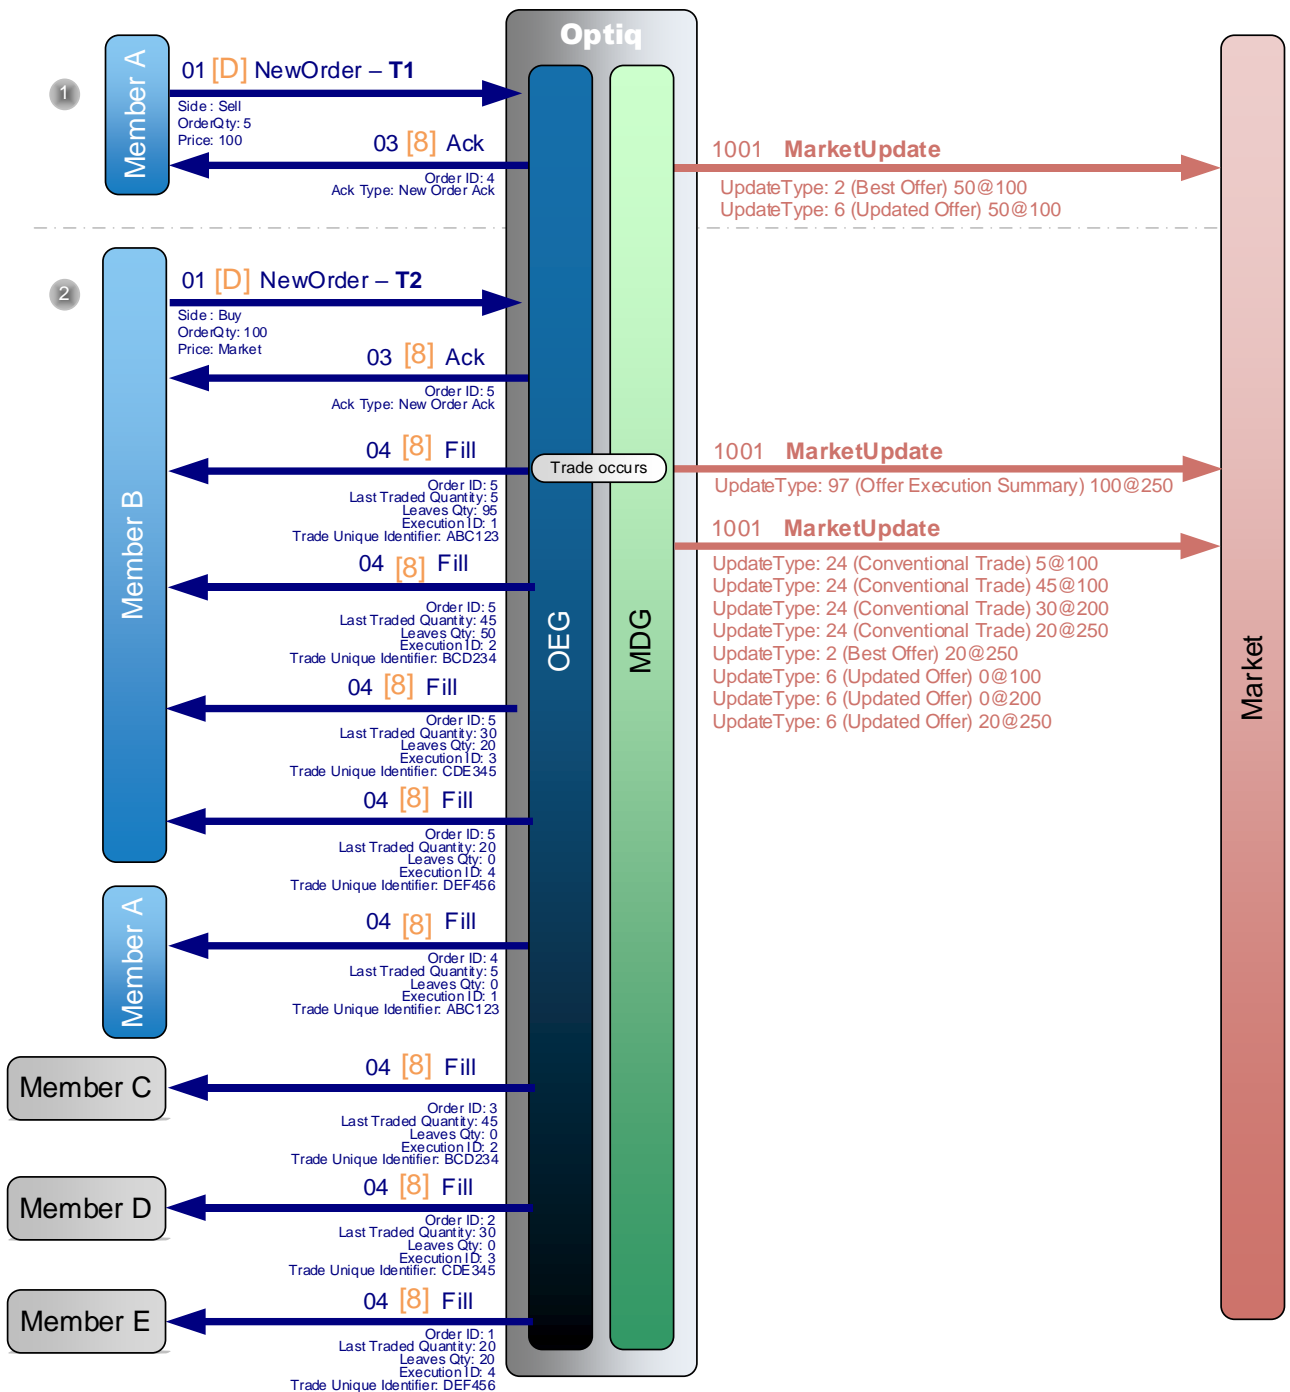 Optiq
Member A
1
01 [D] NewOrder – T1
Side : Sell
OrderQty: 5
Price: 100
03 [8] Ack
Order ID: 4
Ack Type: New Order Ack
1001 MarketUpdate
UpdateType: 2 (Best Offer) 50@100
UpdateType: 6 (Updated Offer) 50@100
2
Member B
01 [D] NewOrder – T2
Side : Buy
OrderQty: 100
Price: Market
03 [8] Ack
Order ID: 5
Ack Type: New Order Ack
04 [8] Fill
Order ID: 5
Last Traded Quantity: 5
Leaves Qty: 95
Execution ID: 1
Trade Unique Identifier: ABC123
Trade occurs
1001 MarketUpdate
UpdateType: 97 (Offer Execution Summary) 100@250
1001 MarketUpdate
UpdateType: 24 (Conventional Trade) 5@100
UpdateType: 24 (Conventional Trade) 45@100
UpdateType: 24 (Conventional Trade) 30@200
UpdateType: 24 (Conventional Trade) 20@250
UpdateType: 2 (Best Offer) 20@250
UpdateType: 6 (Updated Offer) 0@100
UpdateType: 6 (Updated Offer) 0@200
UpdateType: 6 (Updated Offer) 20@250
04 [8] Fill
Order ID: 5
Last Traded Quantity: 45
Leaves Qty: 50
Execution ID: 2
Trade Unique Identifier: BCD234
OEG
MDG
Market
04 [8] Fill
Order ID: 5
Last Traded Quantity: 30
Leaves Qty: 20
Execution ID: 3
Trade Unique Identifier: CDE345
04 [8] Fill
Order ID: 5
Last Traded Quantity: 20
Leaves Qty: 0
Execution ID: 4
Trade Unique Identifier: DEF456
Member A
04 [8] Fill
Order ID: 4
Last Traded Quantity: 5
Leaves Qty: 0
Execution ID: 1
Trade Unique Identifier: ABC123
Member C
04 [8] Fill
Order ID: 3
Last Traded Quantity: 45
Leaves Qty: 0
Execution ID: 2
Trade Unique Identifier: BCD234
Member D
04 [8] Fill
Order ID: 2
Last Traded Quantity: 30
Leaves Qty: 0
Execution ID: 3
Trade Unique Identifier: CDE345
Member E
04 [8] Fill
Order ID: 1
Last Traded Quantity: 20
Leaves Qty: 20
Execution ID: 4
Trade Unique Identifier: DEF456